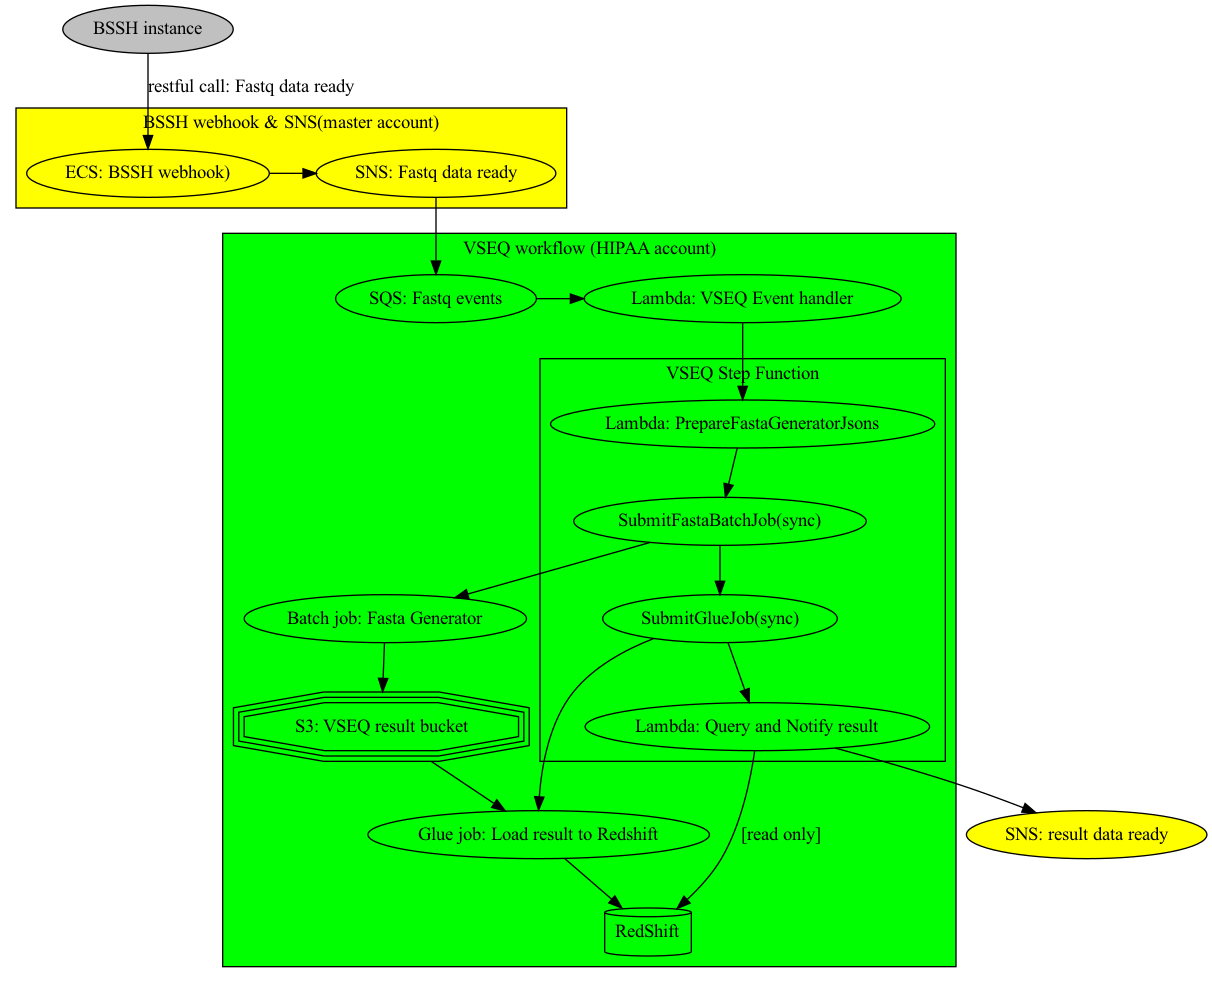 BSSH instance
restful call: Fastq data ready
BSSH webhook & SNS(master account)
ECS: BSSH webhook)
SNS: Fastq data ready
VSEQ workflow (HIPAA account)
SQS: Fastq events
Lambda: VSEQ Event handler
VSEQ Step Function
Lambda: PrepareFastaGeneratorJsons
SubmitFastaBatchJob(sync)
Batch job: Fasta Generator
SubmitGlueJob(sync)
S3: VSEQ result bucket
Lambda: Query and Notify result
Glue job: Load result to Redshift
[read only]
SNS: result data ready
RedShift